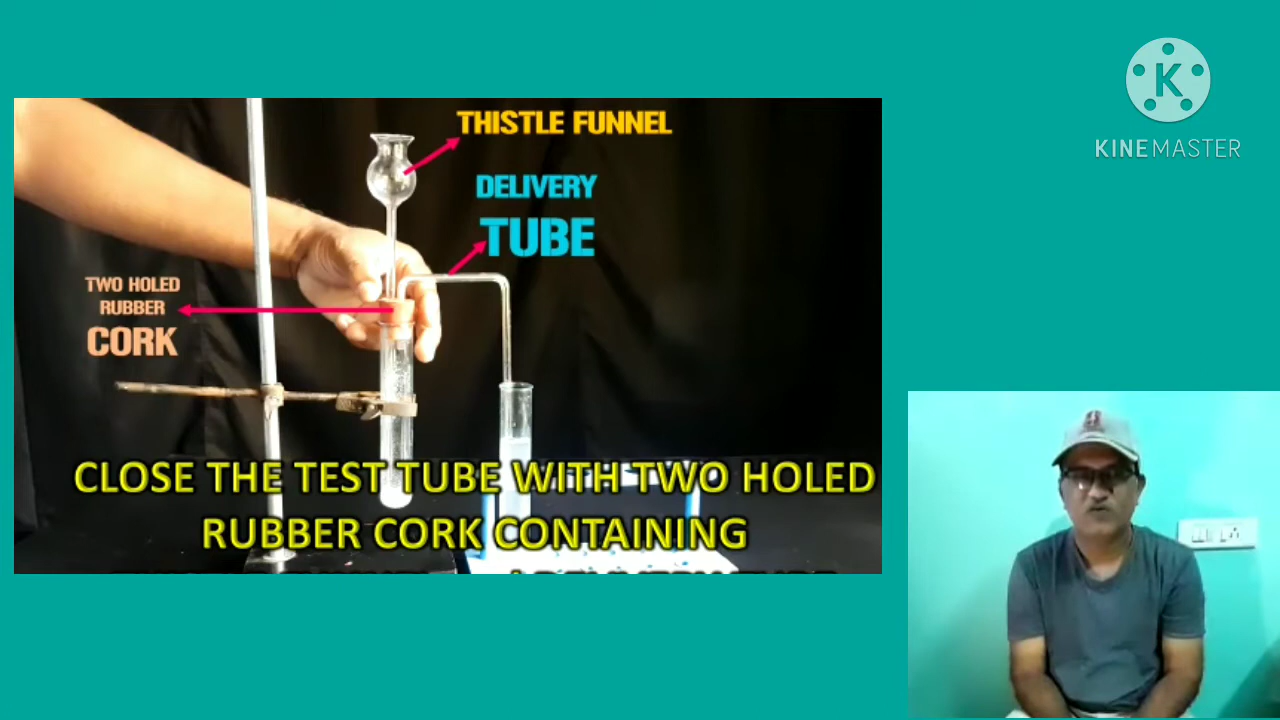 KINEMASTER
THISTLE FUNNEL
DELIVERY
TUBE
TWO HOLED
RUBBER
CORK
CLOSE THE TEST TUBE WITH TWO HOLED
RUBBER CORK CONTAINING